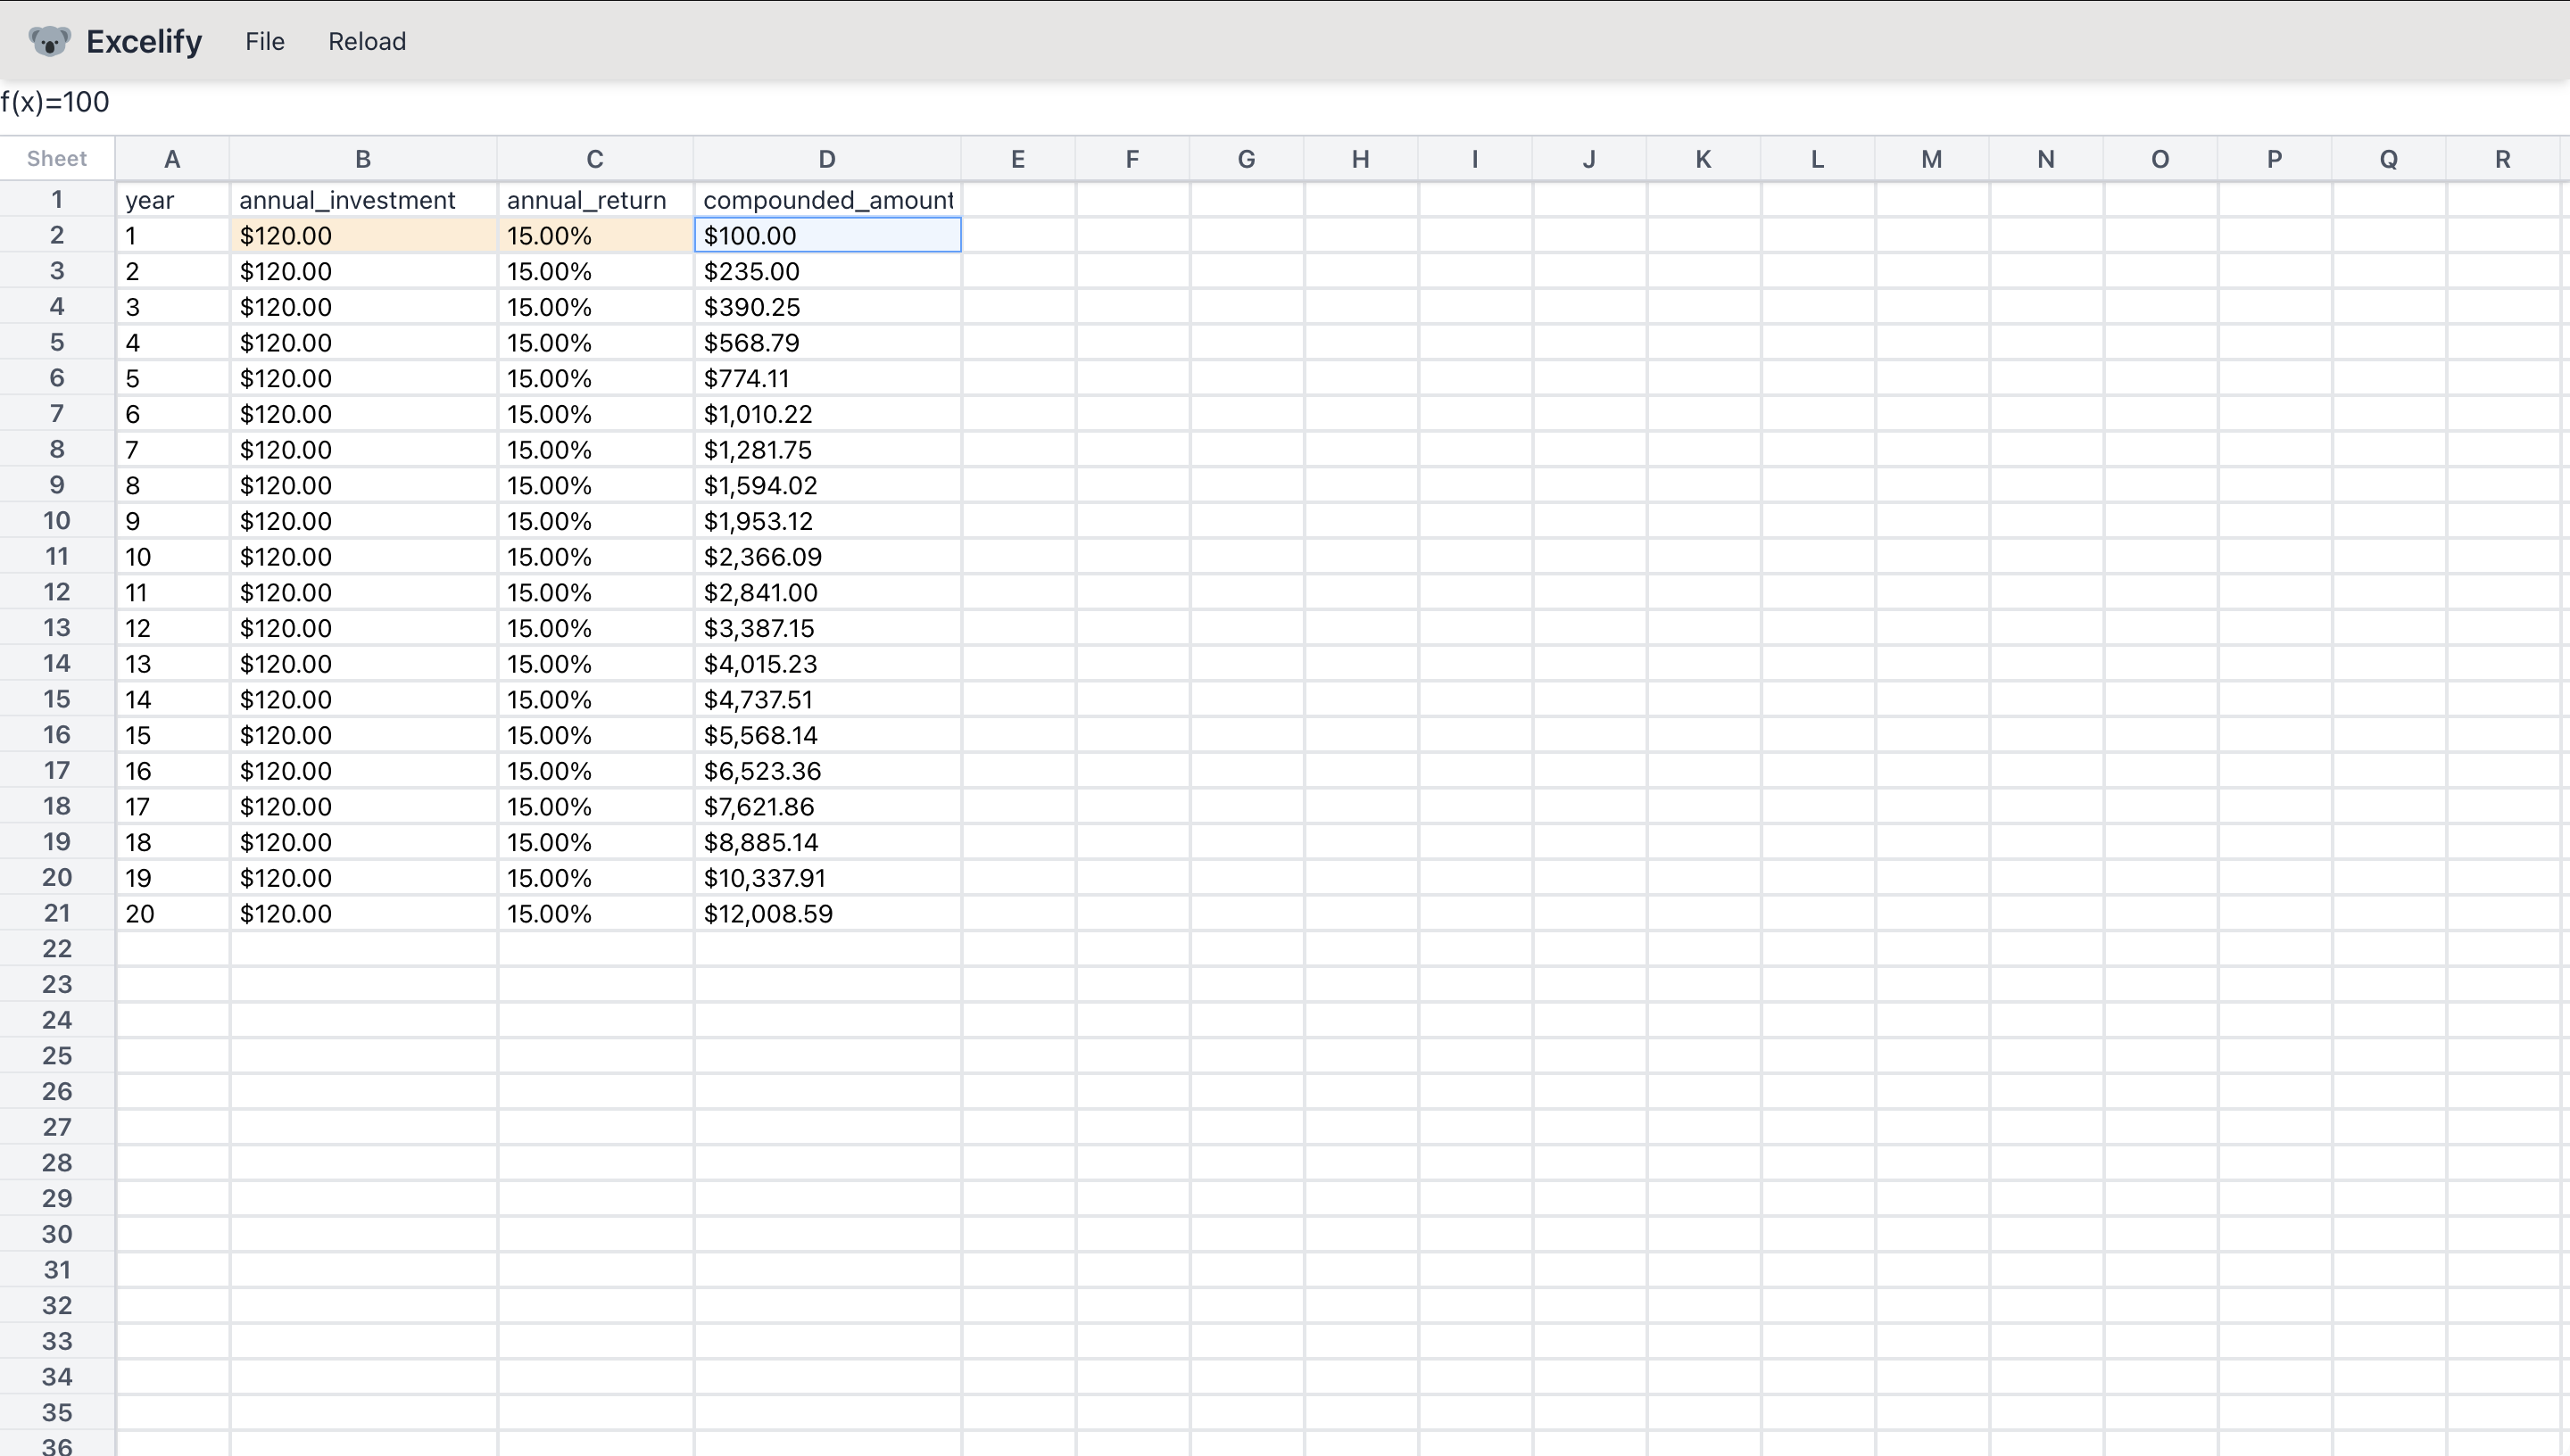 Excelify File Reload
f(x)=100
Sheet A B C D E F G H I J K L M N O P Q R
1 year annual_investment annual_return compounded_amount
2 1 $120.00 15.00% $100.00
3 2 $120.00 15.00% $235.00
4 3 $120.00 15.00% $390.25
5 4 $120.00 15.00% $568.79
6 5 $120.00 15.00% $774.11
7 6 $120.00 15.00% $1,010.22
8 7 $120.00 15.00% $1,281.75
9 8 $120.00 15.00% $1,594.02
10 9 $120.00 15.00% $1,953.12
11 10 $120.00 15.00% $2,366.09
12 11 $120.00 15.00% $2,841.00
13 12 $120.00 15.00% $3,387.15
14 13 $120.00 15.00% $4,015.23
15 14 $120.00 15.00% $4,737.51
16 15 $120.00 15.00% $5,568.14
17 16 $120.00 15.00% $6,523.36
18 17 $120.00 15.00% $7,621.86
19 18 $120.00 15.00% $8,885.14
20 19 $120.00 15.00% $10,337.91
21 20 $120.00 15.00% $12,008.59
22
23
24
25
26
27
28
29
30
31
32
33
34
35
36